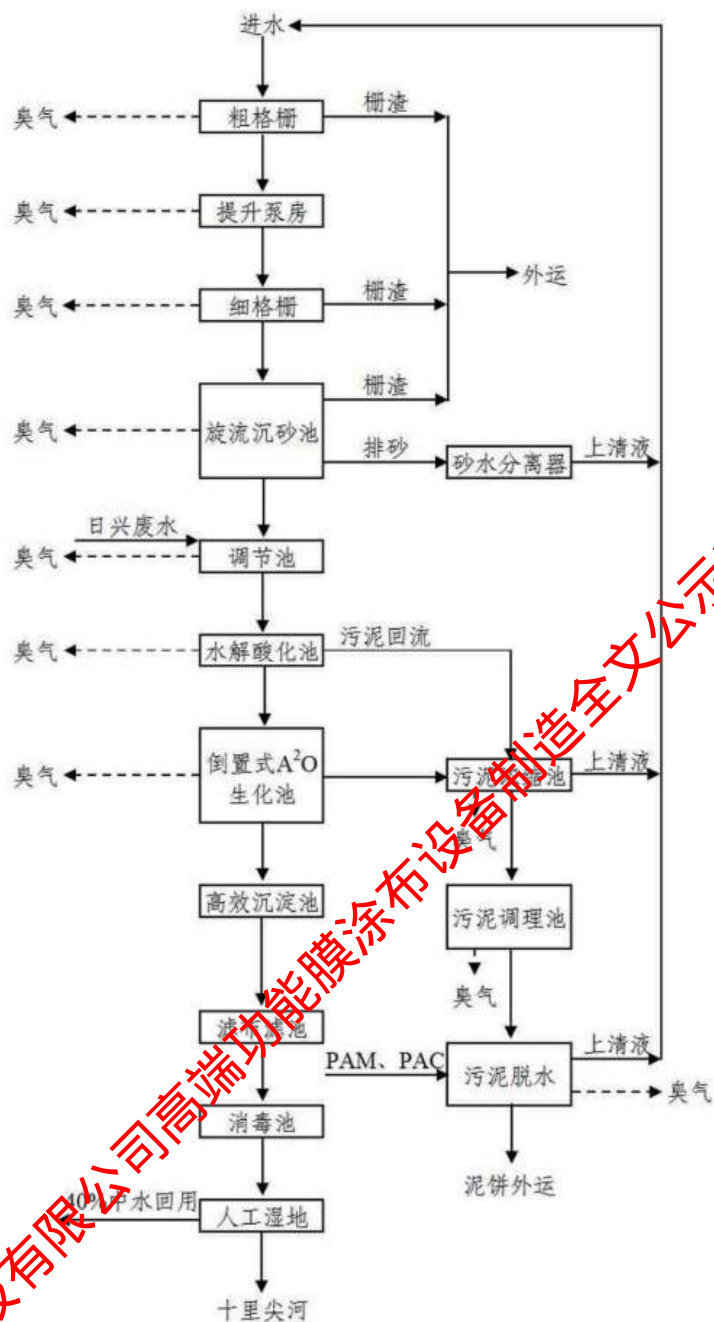 进水
臭气
粗格栅
栅渣
臭气
提升泵房
外运
臭气
细格栅
栅渣
栅渣
臭气
旋流沉砂池
排砂
砂水分离器
上清液
日兴废水
臭气
调节池
臭气
水解酸化池
污泥回流
臭气
倒置式A²O
生化池
污泥浓缩池
上清液
臭气
高效沉淀池
污泥调理池
臭气
滤布滤池
PAM、PAC
污泥脱水
上清液
臭气
消毒池
泥饼外运
40%中水回用
人工湿地
十里尖河
有限公司高端功能膜涂布设备制造全文公示